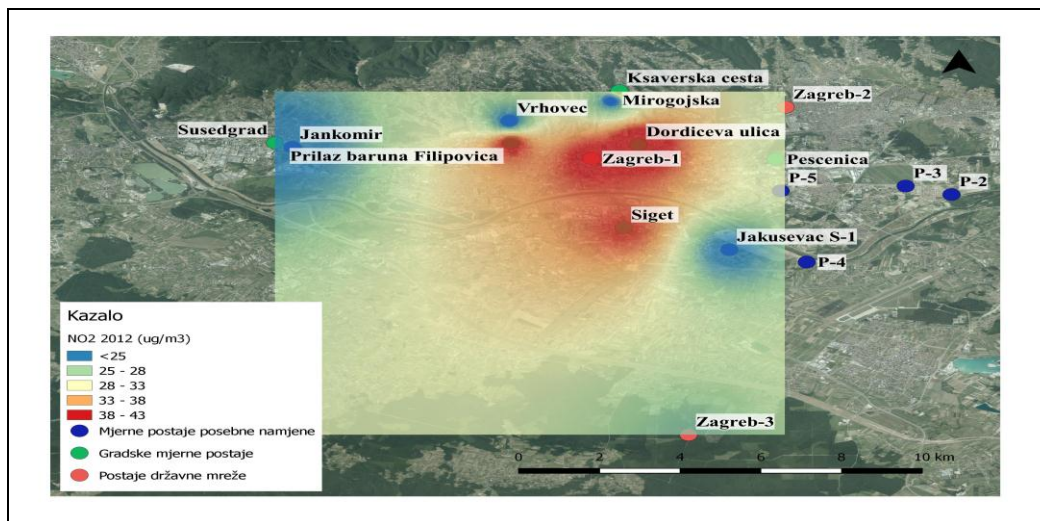 Ksaverska cesta
Mirogojska
Zagreb-2
Vrhovec
Susedgrad
Jankomir
Dordiceva ulica
Prilaz baruna Filipovica
Zagreb-1
Pescenica
P-5
P-3
P-2
Siget
Jakusevac S-1
P-4
Kazalo
NO2 2012 (ug/m3)
<25
25 - 28
28 - 33
33 - 38
38 - 43
Mjerne postaje posebne namjene
Gradske mjerne postaje
Postaje državne mreže
Zagreb-3
0 2 4 6 8 10 km